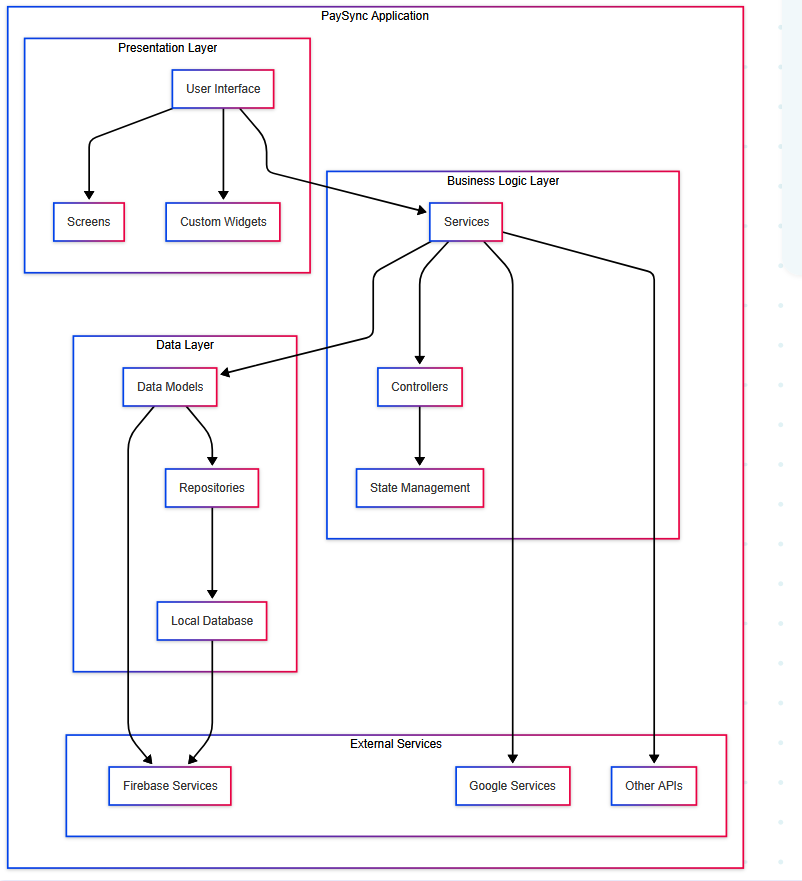 PaySync Application
Presentation Layer
User Interface
Screens
Custom Widgets
Business Logic Layer
Services
Data Layer
Data Models
Controllers
Repositories
State Management
Local Database
External Services
Firebase Services
Google Services
Other APIs